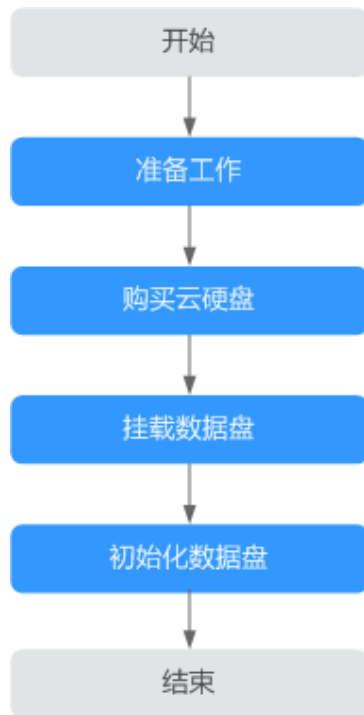 开始
准备工作
购买云硬盘
挂载数据盘
初始化数据盘
结束